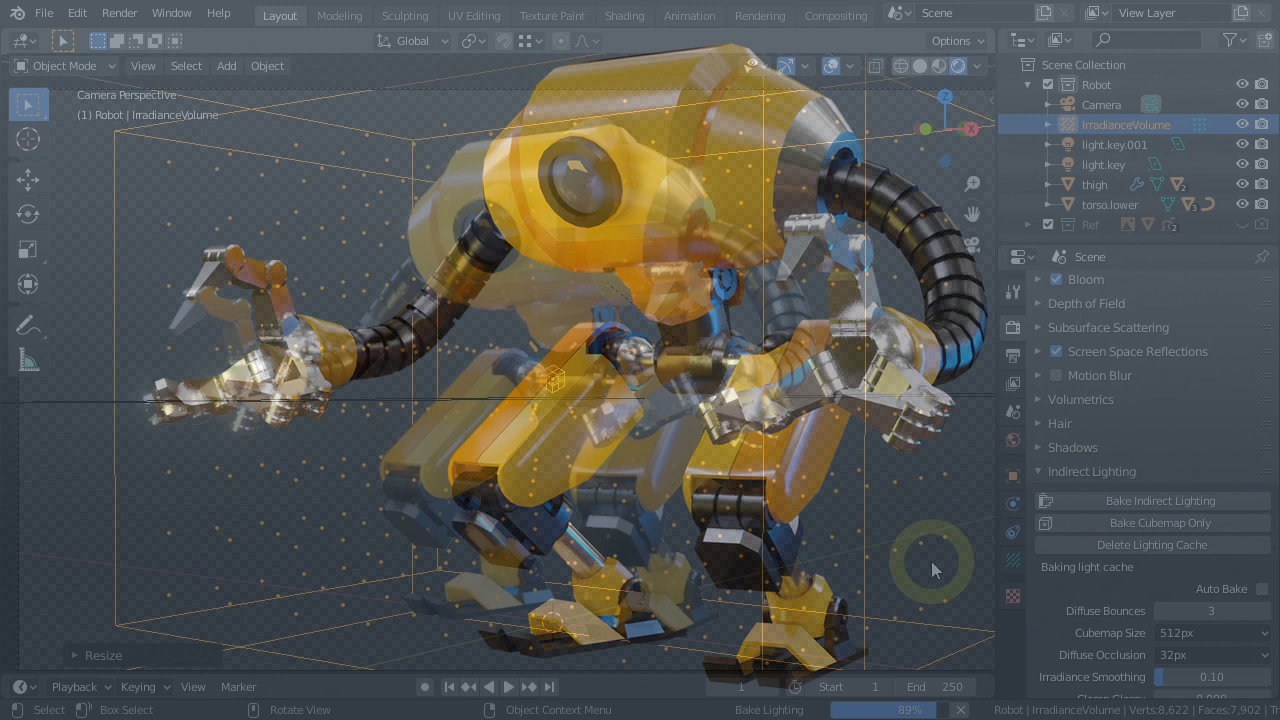 File Edit Render Window Help Layout Modeling Sculpting UV Editing Texture Paint Shading Animation Rendering Compositing Scene View Layer
Global Options
Object Mode View Select Add Object
Camera Perspective
(1) Robot | IrradianceVolume
Z
X
Scene Collection
Robot
Camera
IrradianceVolume
light.key.001
light.key
thigh 2
torso.lower 3
Ref 2
Scene
Bloom
Depth of Field
Subsurface Scattering
Screen Space Reflections
Motion Blur
Volumetrics
Hair
Shadows
Indirect Lighting
Bake Indirect Lighting
Bake Cubemap Only
Delete Lighting Cache
Baking light cache
Auto Bake
Diffuse Bounces 3
Cubemap Size 512px
Diffuse Occlusion 32px
Irradiance Smoothing 0.10
Resize
Playback Keying View Marker 1 Start 1 End 250
Select Box Select Rotate View Object Context Menu Bake Lighting 89% Robot | IrradianceVolume | Verts:8,622 | Faces:7,902 | Tr